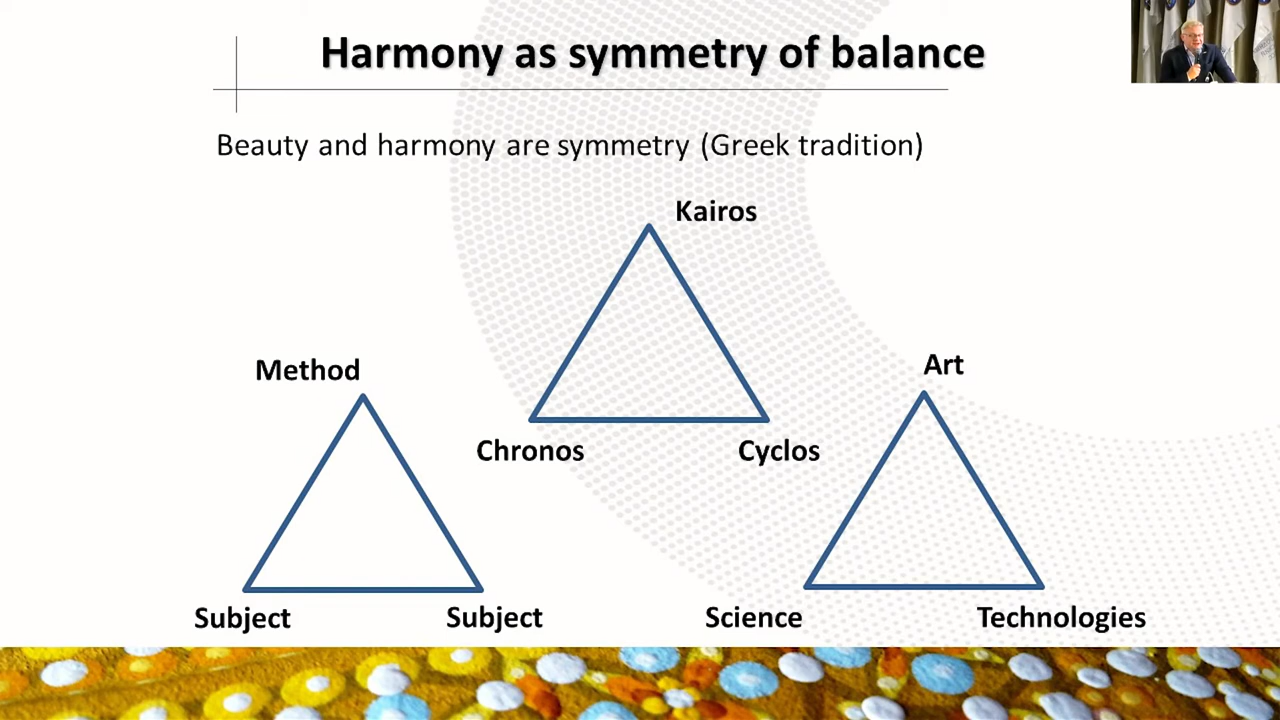 Harmony as symmetry of balance
Beauty and harmony are symmetry (Greek tradition)
Kairos
Chronos
Cyclos
Method
Subject
Subject
Art
Science
Technologies